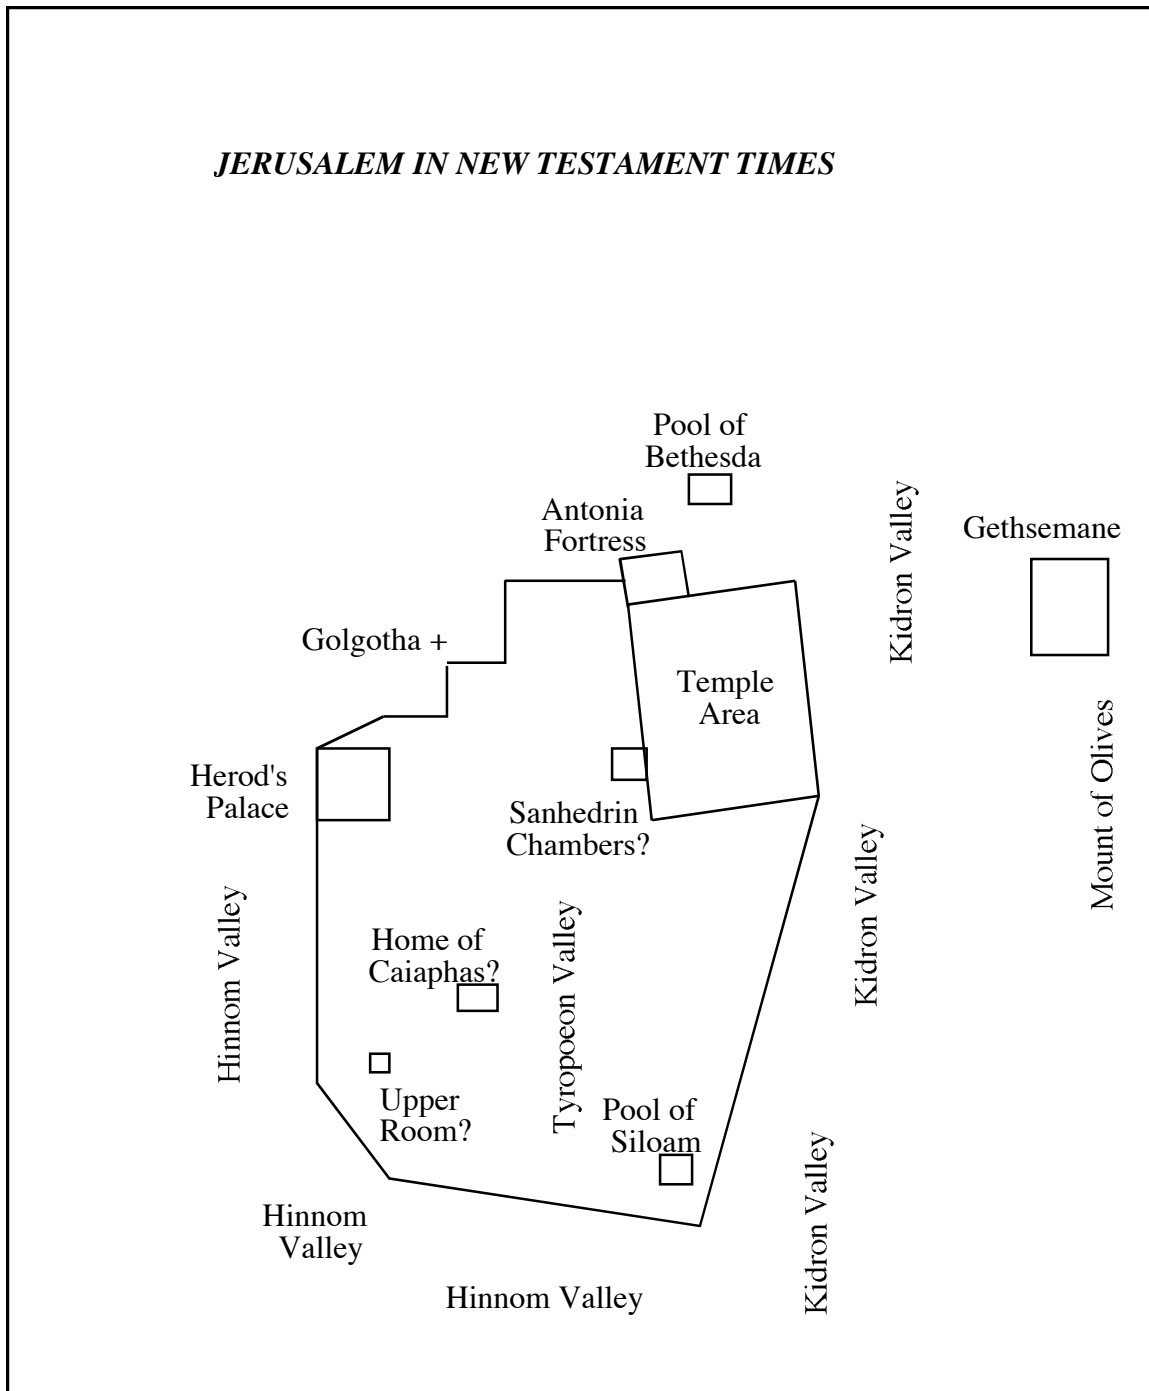 JERUSALEM IN NEW TESTAMENT TIMES
Pool of
Bethesda
Antonia
Fortress
Kidron Valley
Gethsemane
Golgotha +
Temple
Area
Mount of Olives
Herod's
Palace
Sanhedrin
Chambers?
Kidron Valley
Hinnom Valley
Home of
Caiaphas?
Tyropoeon Valley
Upper
Room?
Pool of
Siloam
Kidron Valley
Hinnom
Valley
Hinnom Valley